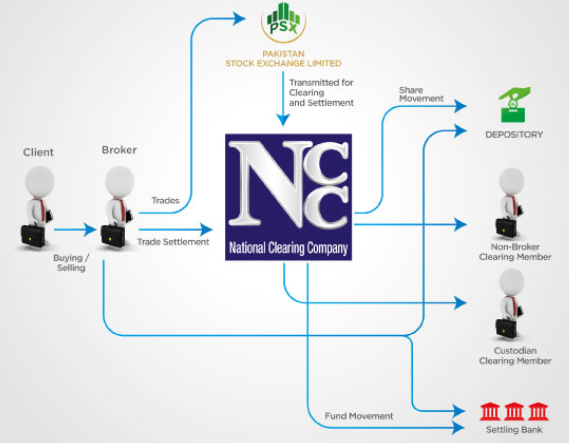 PSX
PAKISTAN
STOCK EXCHANGE LIMITED
Transmitted for
Clearing
and Settlement
Share
Movement
DEPOSITORY
Client
Broker
Trades
NCC
National Clearing Company
Trade Settlement
Buying /
Selling
Non-Broker
Clearing Member
Custodian
Clearing Member
Fund Movement
Settling Bank